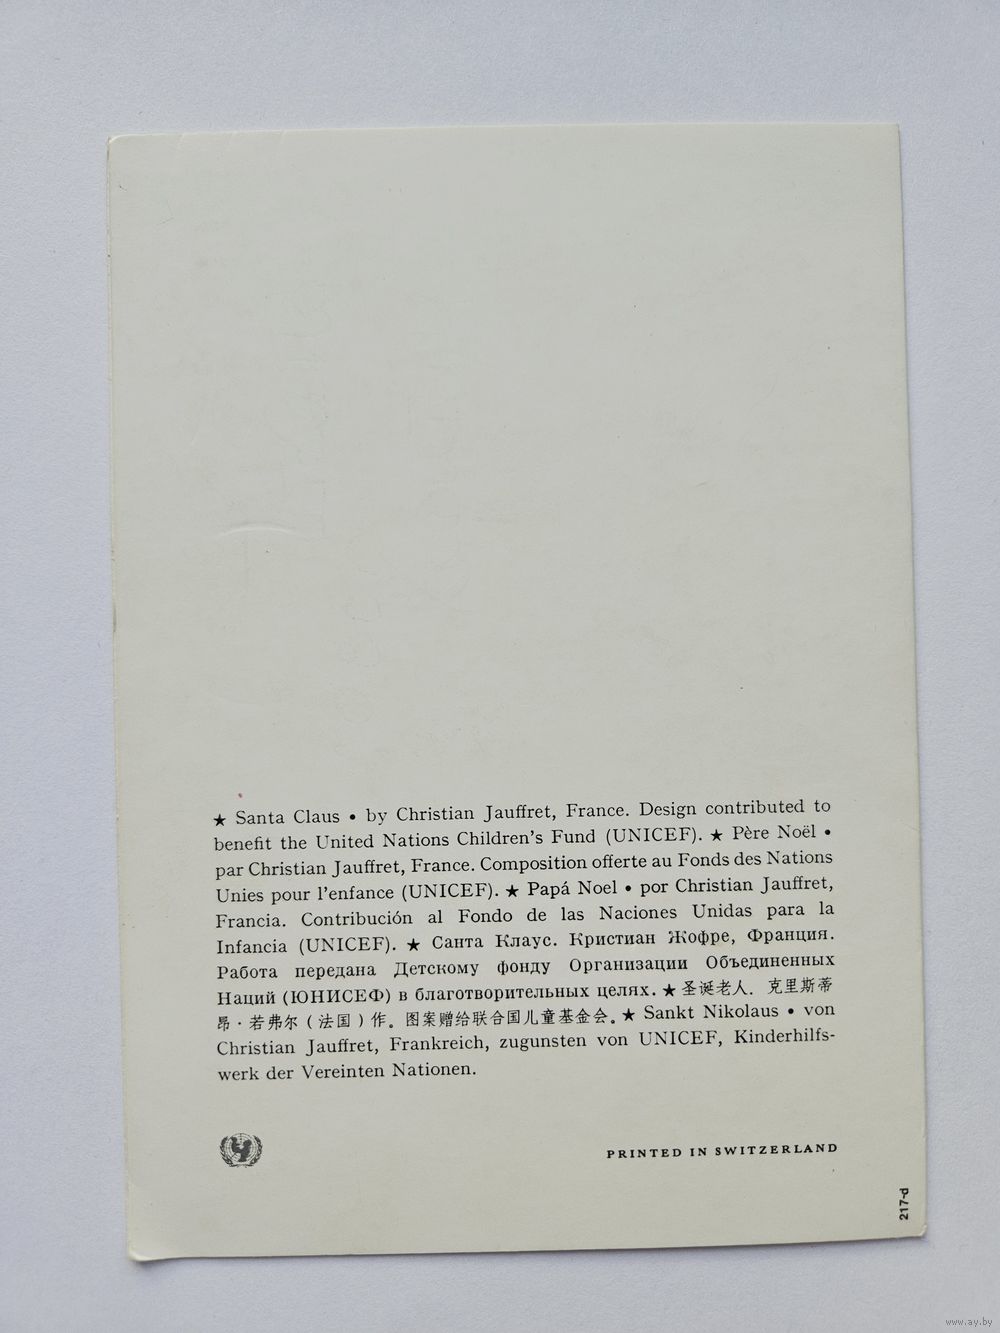 ★ Santa Claus • by Christian Jauffret, France. Design contributed to
benefit the United Nations Children's Fund (UNICEF). ★ Père Noël •
par Christian Jauffret, France. Composition offerte au Fonds des Nations
Unies pour l'enfance (UNICEF). ★ Papá Noel • por Christian Jauffret,
Francia. Contribución al Fondo de las Naciones Unidas para la
Infancia (UNICEF). ★ Санта Клаус. Кристиан Жофре, Франция.
Работа передана Детскому фонду Организации Объединенных
Наций (ЮНИСЕФ) в благотворительных целях. ★ 圣诞老人. 克里斯蒂
昂·若弗尔（法国）作。图案赠给联合国儿童基金会。★ Sankt Nikolaus • von
Christian Jauffret, Frankreich, zugunsten von UNICEF, Kinderhilfs-
werk der Vereinten Nationen.
PRINTED IN SWITZERLAND
217-d
www.ay.by